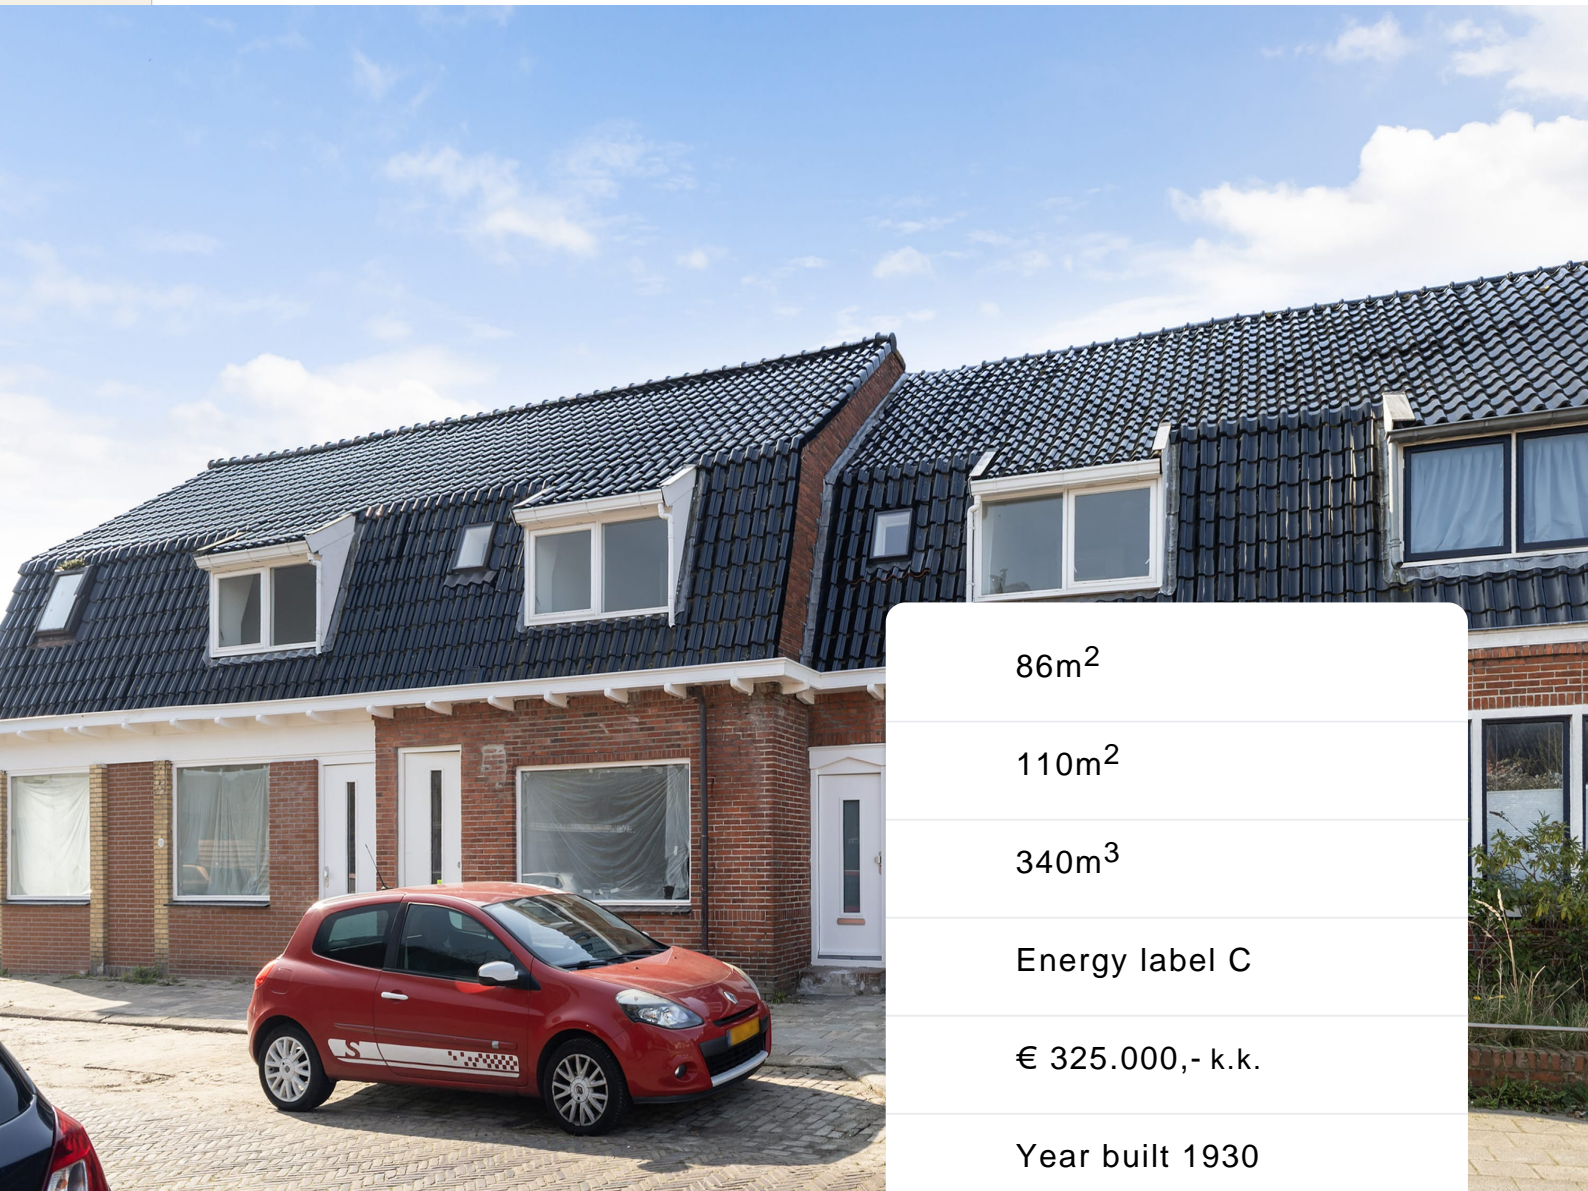 86m²
110m²
340m³
Energy label C
€ 325.000,- k.k.
Year built 1930
S